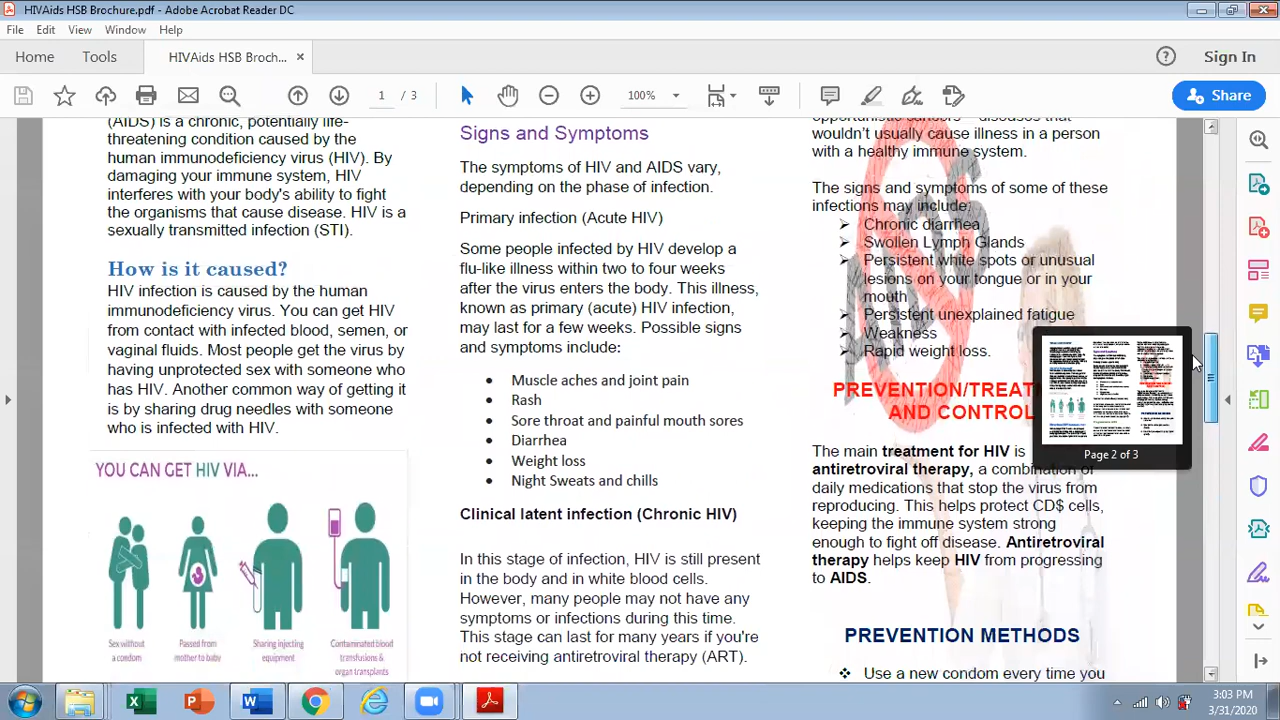 HIVAids HSB Brochure.pdf - Adobe Acrobat Reader DC
File Edit View Window Help
Home Tools HIVAids HSB Broch... × Sign In
1 / 3 100% Share
(AIDS) is a chronic, potentially life-
threatening condition caused by the
human immunodeficiency virus (HIV). By
damaging your immune system, HIV
interferes with your body's ability to fight
the organisms that cause disease. HIV is a
sexually transmitted infection (STI).
How is it caused?
HIV infection is caused by the human
immunodeficiency virus. You can get HIV
from contact with infected blood, semen, or
vaginal fluids. Most people get the virus by
having unprotected sex with someone who
has HIV. Another common way of getting it
is by sharing drug needles with someone
who is infected with HIV.
YOU CAN GET HIV VIA...
Sex without
a condom
Passed from
mother to baby
Sharing injecting
equipment
Contaminated blood
transfusions &
organ transplants
Signs and Symptoms
The symptoms of HIV and AIDS vary,
depending on the phase of infection.
Primary infection (Acute HIV)
Some people infected by HIV develop a
flu-like illness within two to four weeks
after the virus enters the body. This illness,
known as primary (acute) HIV infection,
may last for a few weeks. Possible signs
and symptoms include:
• Muscle aches and joint pain
• Rash
• Sore throat and painful mouth sores
• Diarrhea
• Weight loss
• Night Sweats and chills
Clinical latent infection (Chronic HIV)
In this stage of infection, HIV is still present
in the body and in white blood cells.
However, many people may not have any
symptoms or infections during this time.
This stage can last for many years if you're
not receiving antiretroviral therapy (ART).
opportunistic cancers – diseases that
wouldn't usually cause illness in a person
with a healthy immune system.
The signs and symptoms of some of these
infections may include:
➢ Chronic diarrhea
➢ Swollen Lymph Glands
➢ Persistent white spots or unusual
lesions on your tongue or in your
mouth
➢ Persistent unexplained fatigue
➢ Weakness
➢ Rapid weight loss.
PREVENTION/TREAT
AND CONTROL
The main treatment for HIV is
antiretroviral therapy, a combination of
daily medications that stop the virus from
reproducing. This helps protect CD$ cells,
keeping the immune system strong
enough to fight off disease. Antiretroviral
therapy helps keep HIV from progressing
to AIDS.
PREVENTION METHODS
❖ Use a new condom every time you
Page 2 of 3
3:03 PM
3/31/2020